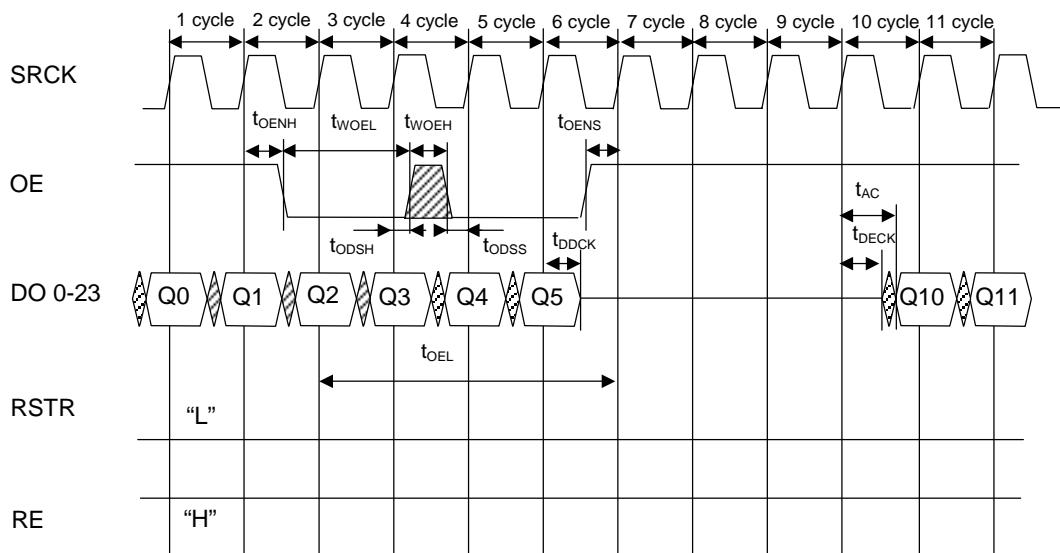 1 cycle 2 cycle 3 cycle 4 cycle 5 cycle 6 cycle 7 cycle 8 cycle 9 cycle 10 cycle 11 cycle
SRCK
tOENH tWOEL tWOEH tOENS
OE
tAC
tODSH tODSS tDDCK tDECK
DO 0-23 Q0 Q1 Q2 Q3 Q4 Q5 Q10 Q11
tOEL
RSTR “L”
RE “H”